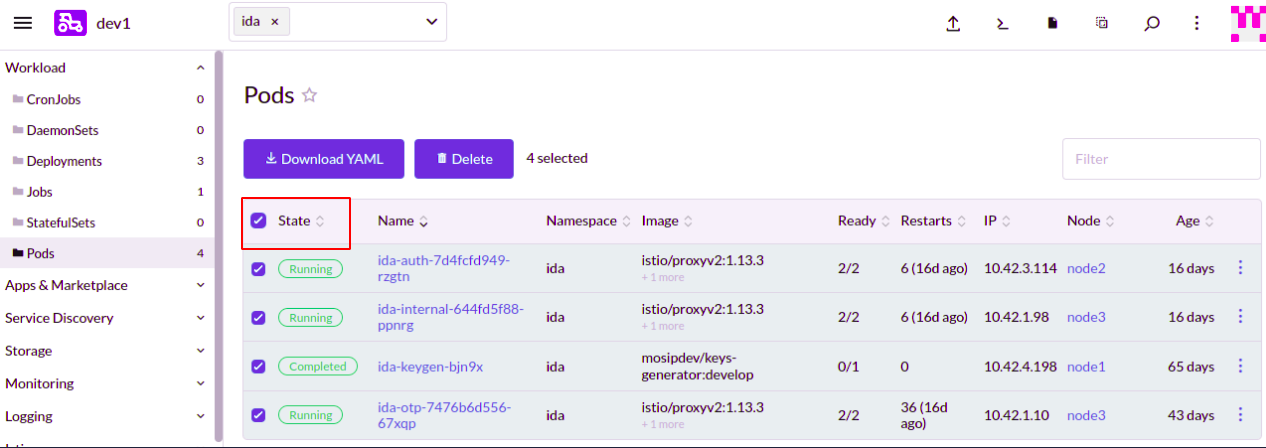 dev1
ida ×
Workload
CronJobs 0
DaemonSets 0
Deployments 3
Jobs 1
StatefulSets 0
Pods 4
Apps & Marketplace
Service Discovery
Storage
Monitoring
Logging
Pods
Download YAML Delete 4 selected Filter
State Name Namespace Image Ready Restarts IP Node Age
Running ida-auth-7d4fcfd949-rzgtn ida istio/proxyv2:1.13.3 + 1 more 2/2 6 (16d ago) 10.42.3.114 node2 16 days
Running ida-internal-644fd5f88-ppnrg ida istio/proxyv2:1.13.3 + 1 more 2/2 6 (16d ago) 10.42.1.98 node3 16 days
Completed ida-keygen-bjn9x ida mosipdev/keys-generator:develop 0/1 0 10.42.4.198 node1 65 days
Running ida-otp-7476b6d556-67xqp ida istio/proxyv2:1.13.3 + 1 more 2/2 36 (16d ago) 10.42.1.10 node3 43 days